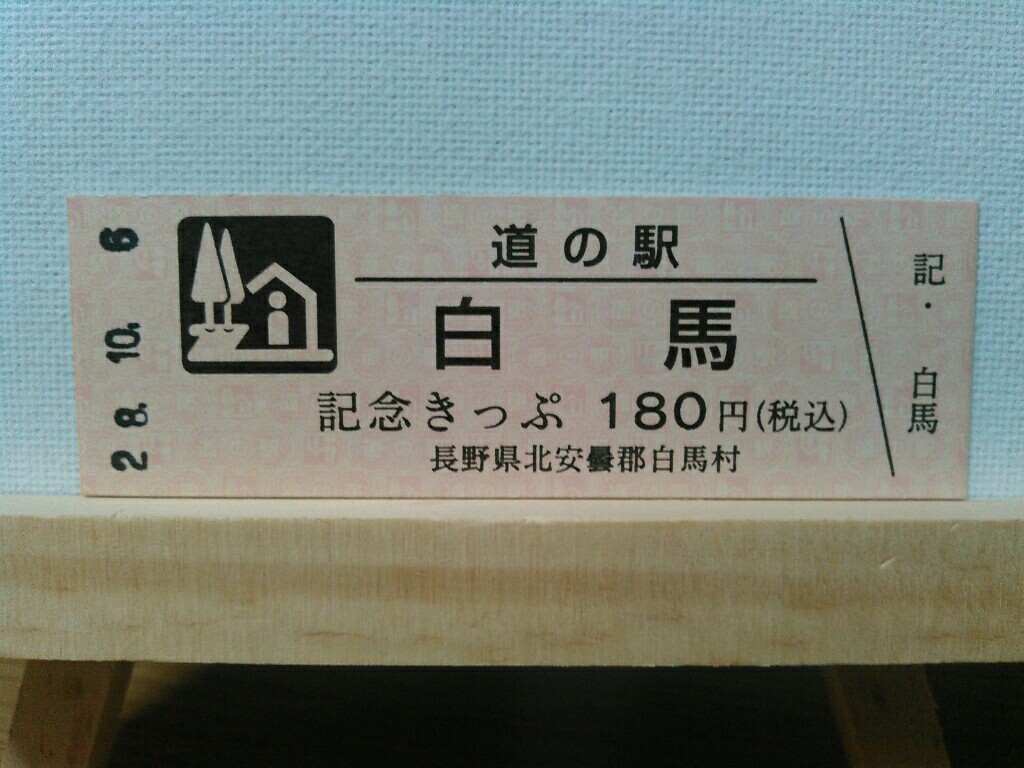 28.10.6
道の駅
白馬
記念きっぷ 180円(税込)
長野県北安曇郡白馬村
記・白馬